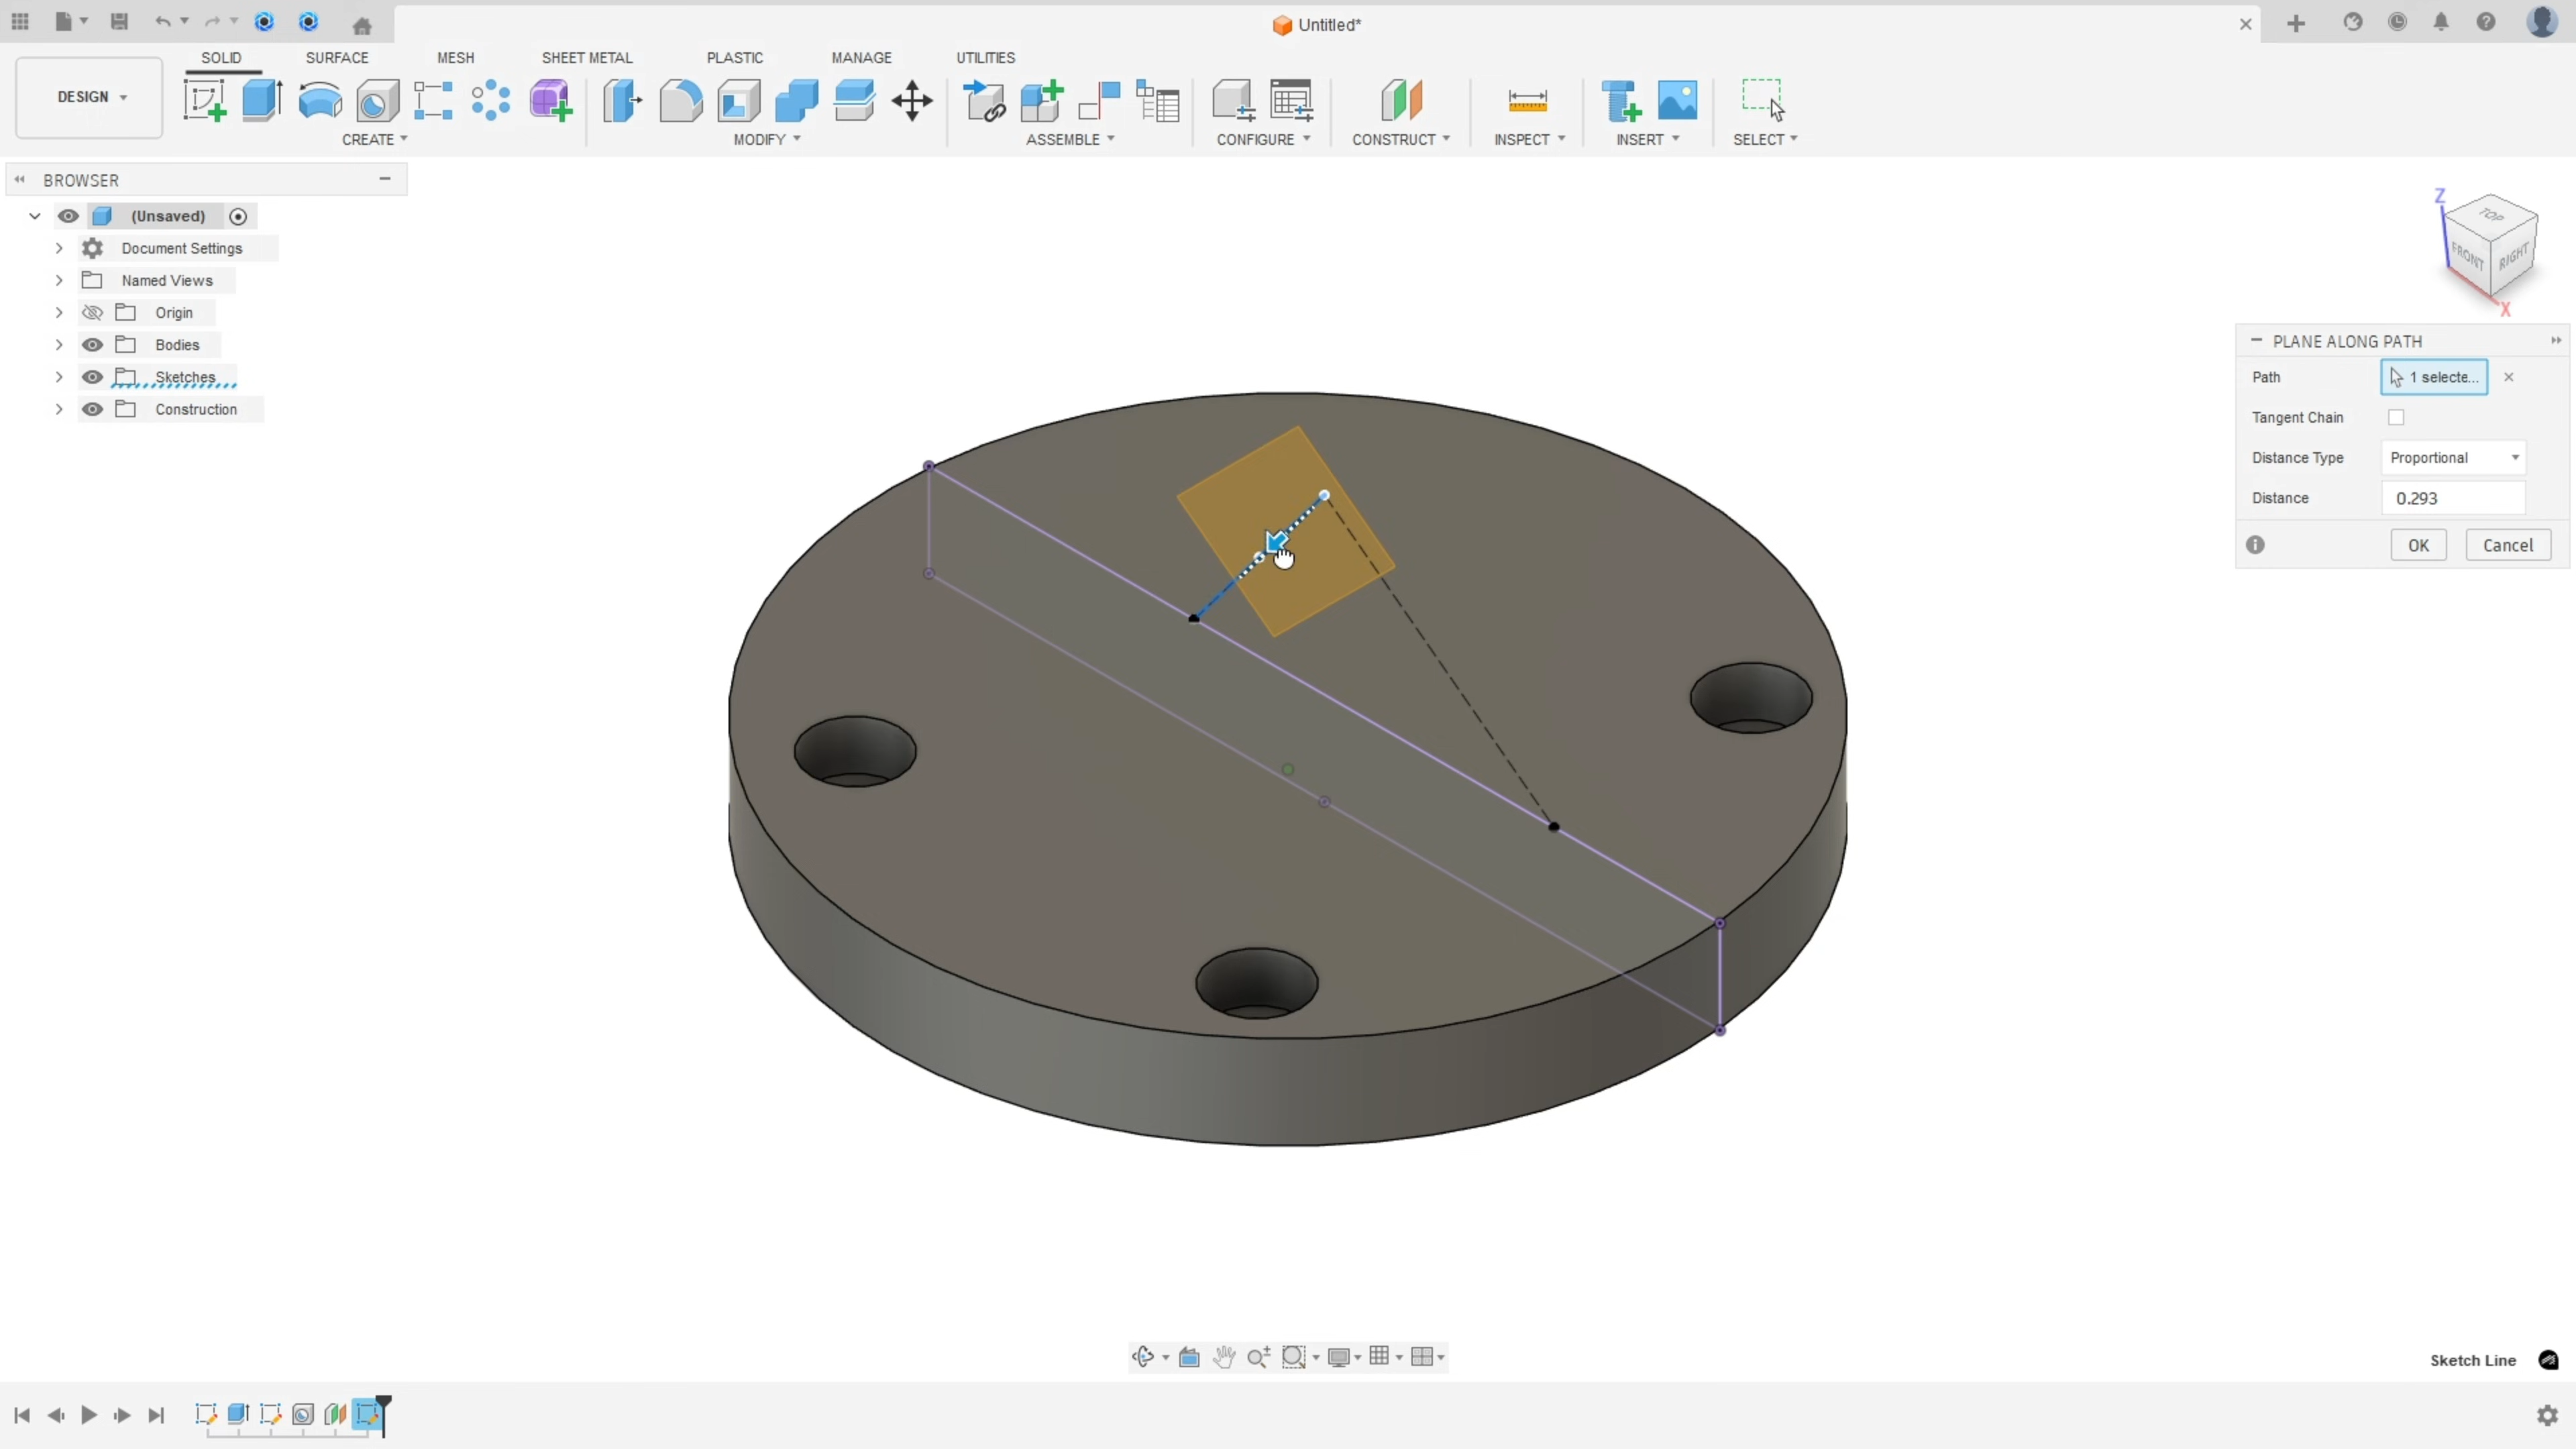 Untitled*
SOLID SURFACE MESH SHEET METAL PLASTIC MANAGE UTILITIES
DESIGN
CREATE MODIFY ASSEMBLE CONFIGURE CONSTRUCT INSPECT INSERT SELECT
BROWSER
(Unsaved)
Document Settings
Named Views
Origin
Bodies
Sketches
Construction
Z
TOP
FRONT
RIGHT
X
PLANE ALONG PATH
Path 1 selecte...
Tangent Chain
Distance Type Proportional
Distance 0.293
OK Cancel
Sketch Line